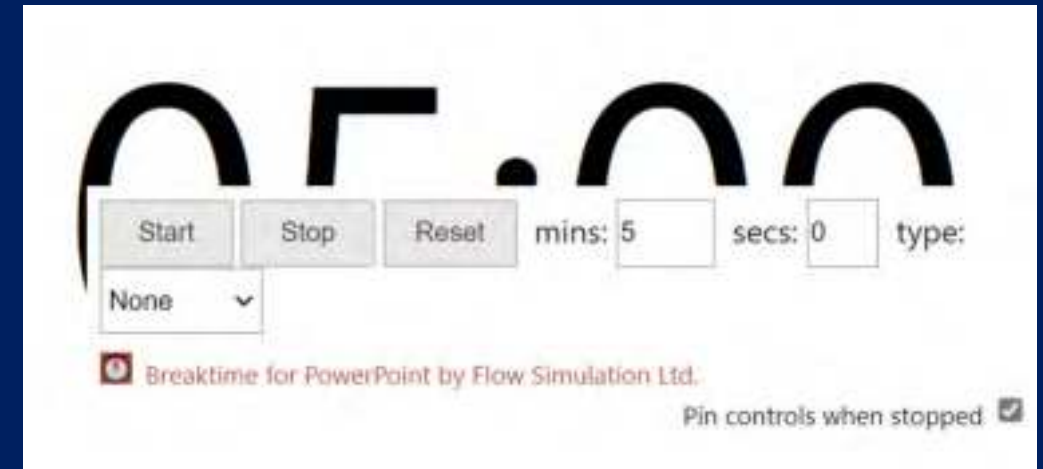 05:00
Start Stop Reset mins: 5 secs: 0 type:
None
Breaktime for PowerPoint by Flow Simulation Ltd.
Pin controls when stopped